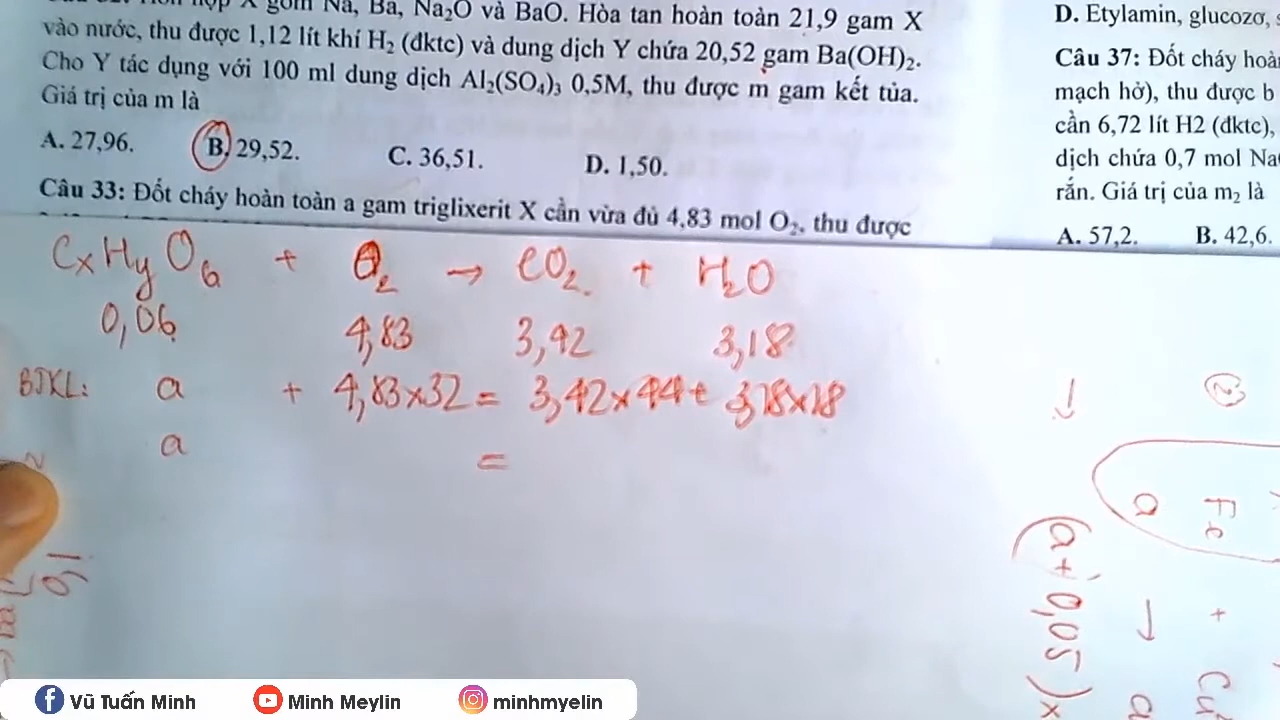 X gồm Na, Ba, Na₂O và BaO. Hòa tan hoàn toàn 21,9 gam X
vào nước, thu được 1,12 lít khí H₂ (đktc) và dung dịch Y chứa 20,52 gam Ba(OH)₂.
Cho Y tác dụng với 100 ml dung dịch Al₂(SO₄)₃ 0,5M, thu được m gam kết tủa.
Giá trị của m là
A. 27,96. B. 29,52. C. 36,51. D. 1,50.
Câu 33: Đốt cháy hoàn toàn a gam triglixerit X cần vừa đủ 4,83 mol O₂, thu được
D. Etylamin, glucozơ,
Câu 37: Đốt cháy hoà
mạch hở), thu được b
cần 6,72 lít H2 (đktc),
dịch chứa 0,7 mol Na
rắn. Giá trị của m₂ là
A. 57,2. B. 42,6.
CxHyO₆ + O₂ → CO₂ + H₂O
0,06 4,83 3,42 3,18
BTKL: a + 4,83×32 = 3,42×44 + 3,18×18
a =
→ 2
a Fe
(a+0,05)×
→ +
a Cu
16
Vũ Tuấn Minh Minh Meylin minhmyelin